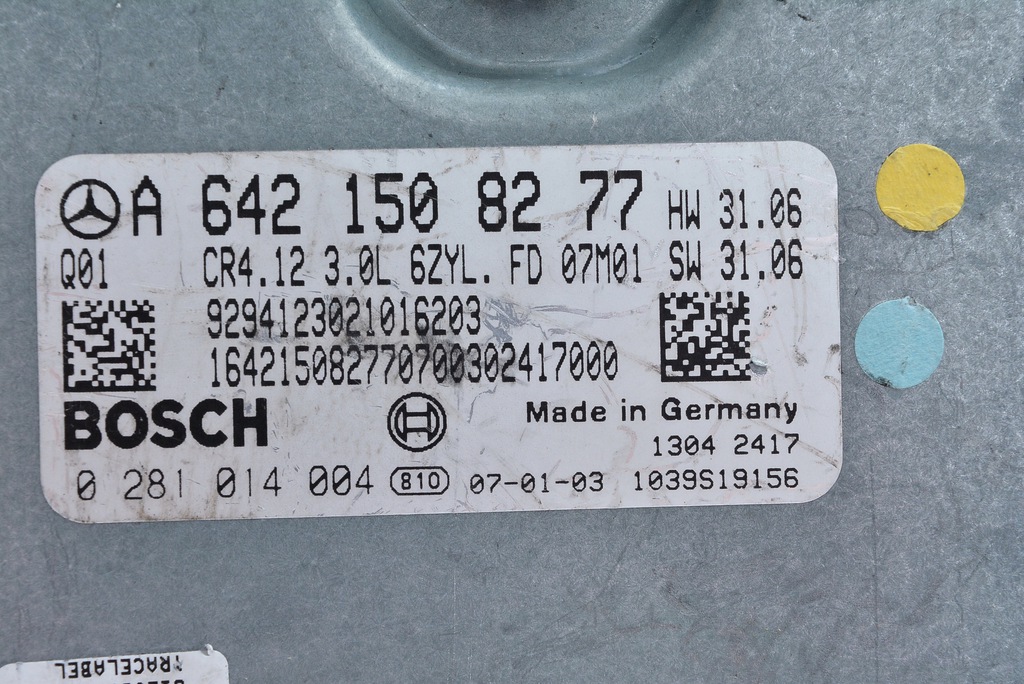 A 642 150 82 77 HW 31.06
Q01 CR4.12 3.0L 6ZYL. FD 07M01 SW 31.06
9294123021016203
164215082770700302417000
BOSCH Made in Germany
1304 2417
0 281 014 004 810 07-01-03 1039S19156
TRACELABEL